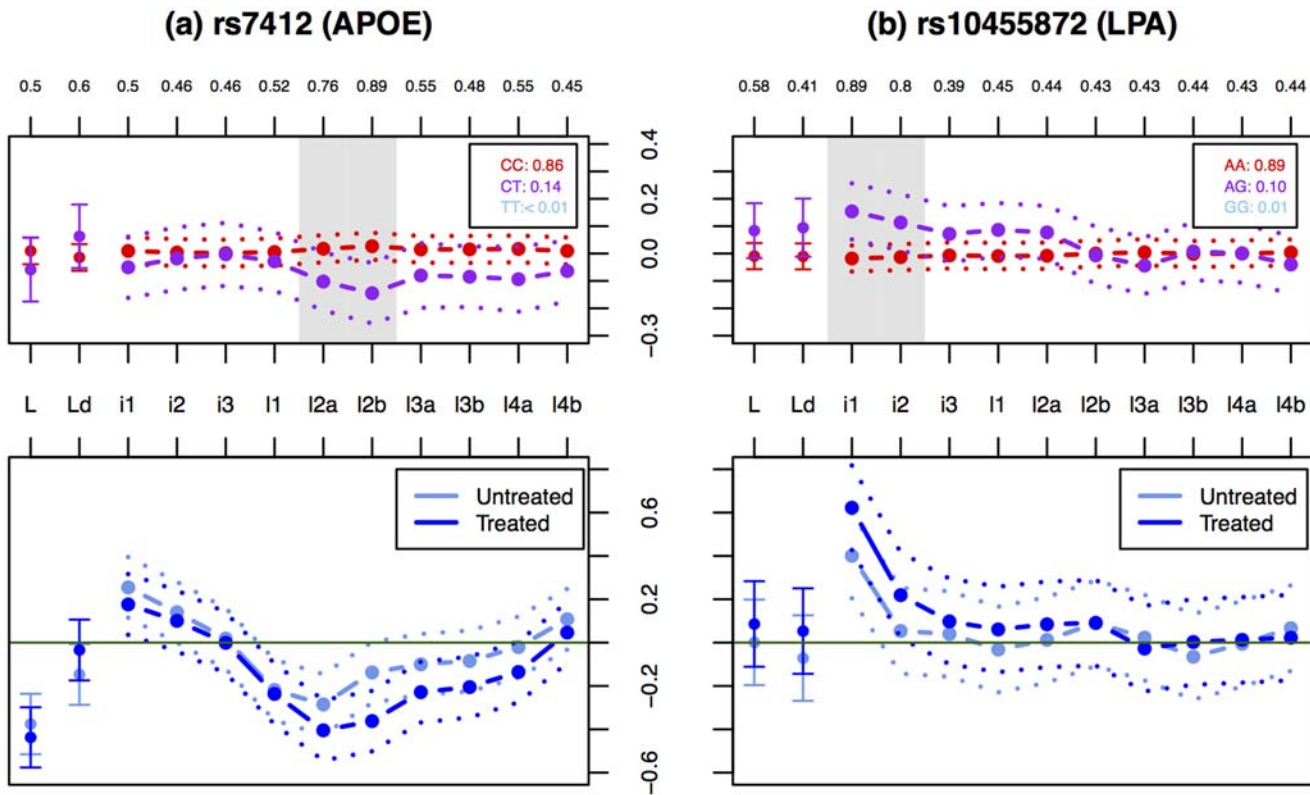 (a) rs7412 (APOE)
0.5 0.6 0.5 0.46 0.46 0.52 0.76 0.89 0.55 0.48 0.55 0.45
CC: 0.86
CT: 0.14
TT:< 0.01
0.4
0.2
0.0
−0.3
L Ld i1 i2 i3 l1 l2a l2b l3a l3b l4a l4b
Untreated
Treated
0.6
0.2
−0.2
−0.6
(b) rs10455872 (LPA)
0.58 0.41 0.89 0.8 0.39 0.45 0.44 0.43 0.43 0.44 0.43 0.44
AA: 0.89
AG: 0.10
GG: 0.01
L Ld i1 i2 i3 l1 l2a l2b l3a l3b l4a l4b
Untreated
Treated